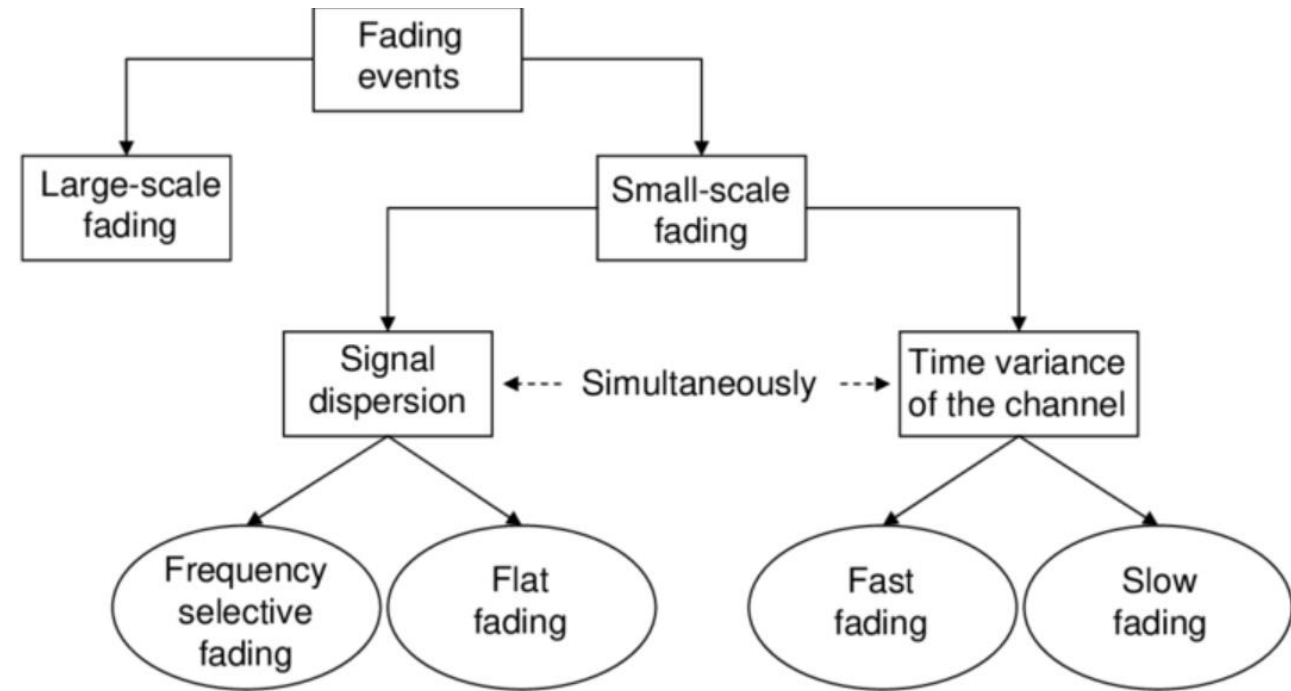 Fading
events
Large-scale
fading
Small-scale
fading
Signal
dispersion
Simultaneously
Time variance
of the channel
Frequency
selective
fading
Flat
fading
Fast
fading
Slow
fading